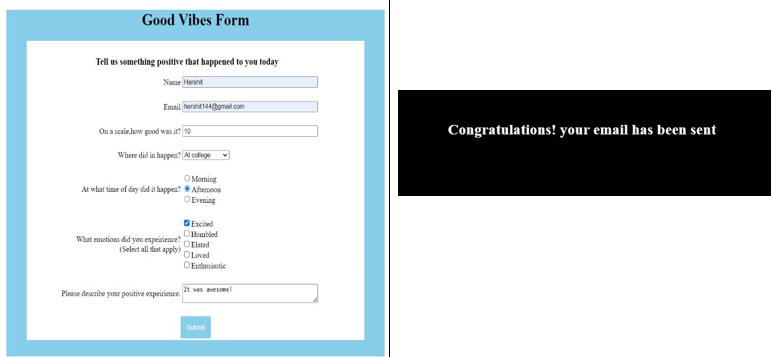 Good Vibes Form
Tell us something positive that happened to you today
Name Harshit
Email hershit144@gmail.com
On a scale,how good was it? 10
Where did in happen? At college
Morning
At what time of day did it happen? Afternoon
Evening
Excited
What emotions did you expeirience? Humbled
(Select all that apply) Elated
Loved
Enthusiastic
Please describe your positive expeirience. It was awesome!
Submit
Congratulations! your email has been sent